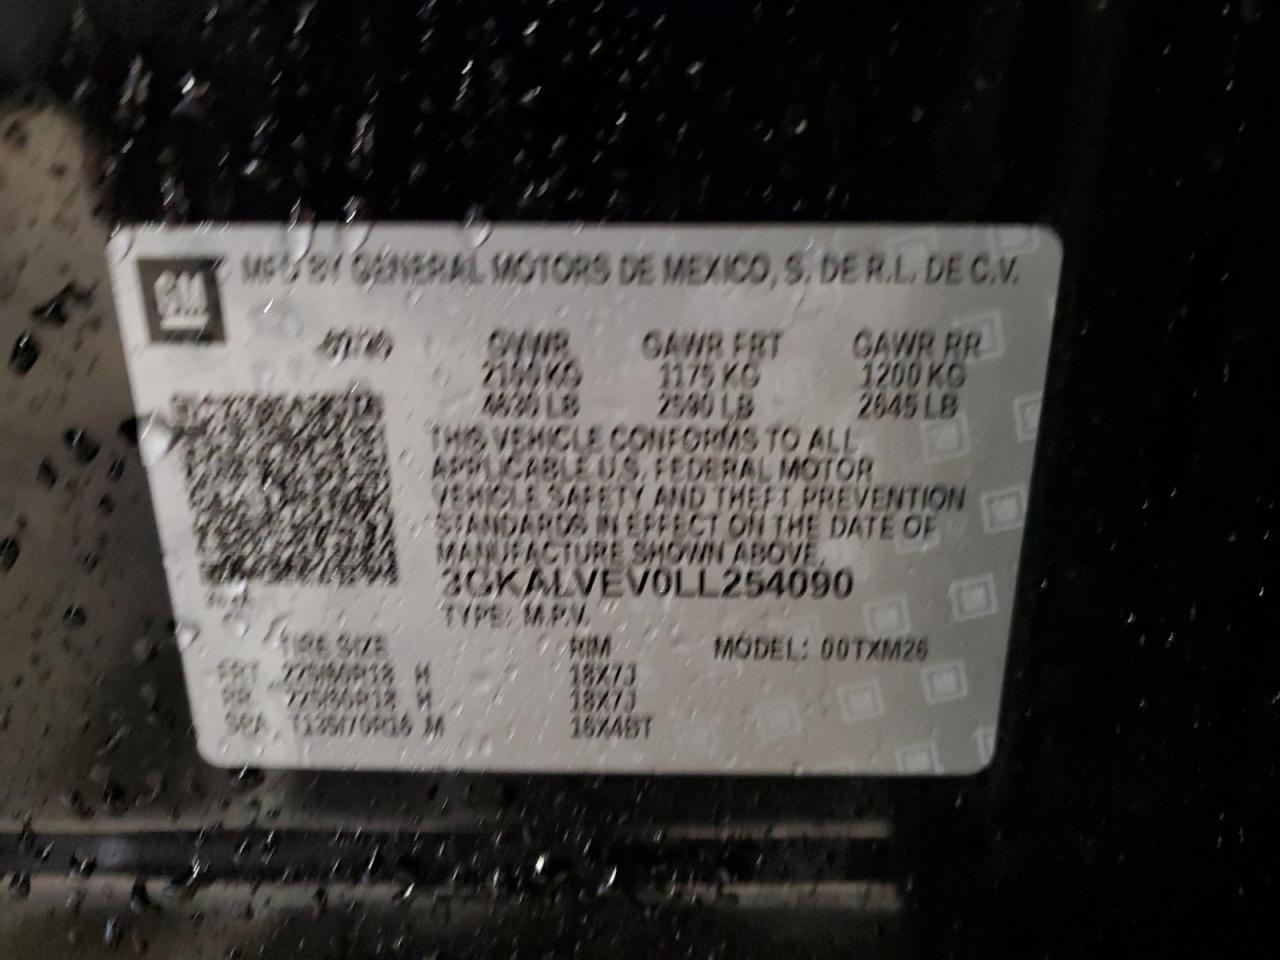 GM
MFD BY GENERAL MOTORS DE MEXICO, S. DE R.L. DE C.V.
GVWR GAWR FRT GAWR RR
2100 KG 1175 KG 1200 KG
4630 LB 2590 LB 2645 LB
THIS VEHICLE CONFORMS TO ALL
APPLICABLE U.S. FEDERAL MOTOR
VEHICLE SAFETY AND THEFT PREVENTION
STANDARDS IN EFFECT ON THE DATE OF
MANUFACTURE SHOWN ABOVE.
3GKALVEV0LL254090
TYPE: M.P.V.
TIRE SIZE RIM MODEL: 00TXM26
FRT 225/60R18 H 18X7J
RR 225/60R18 H 18X7J
SPA T135/70R16 M 16X4BT